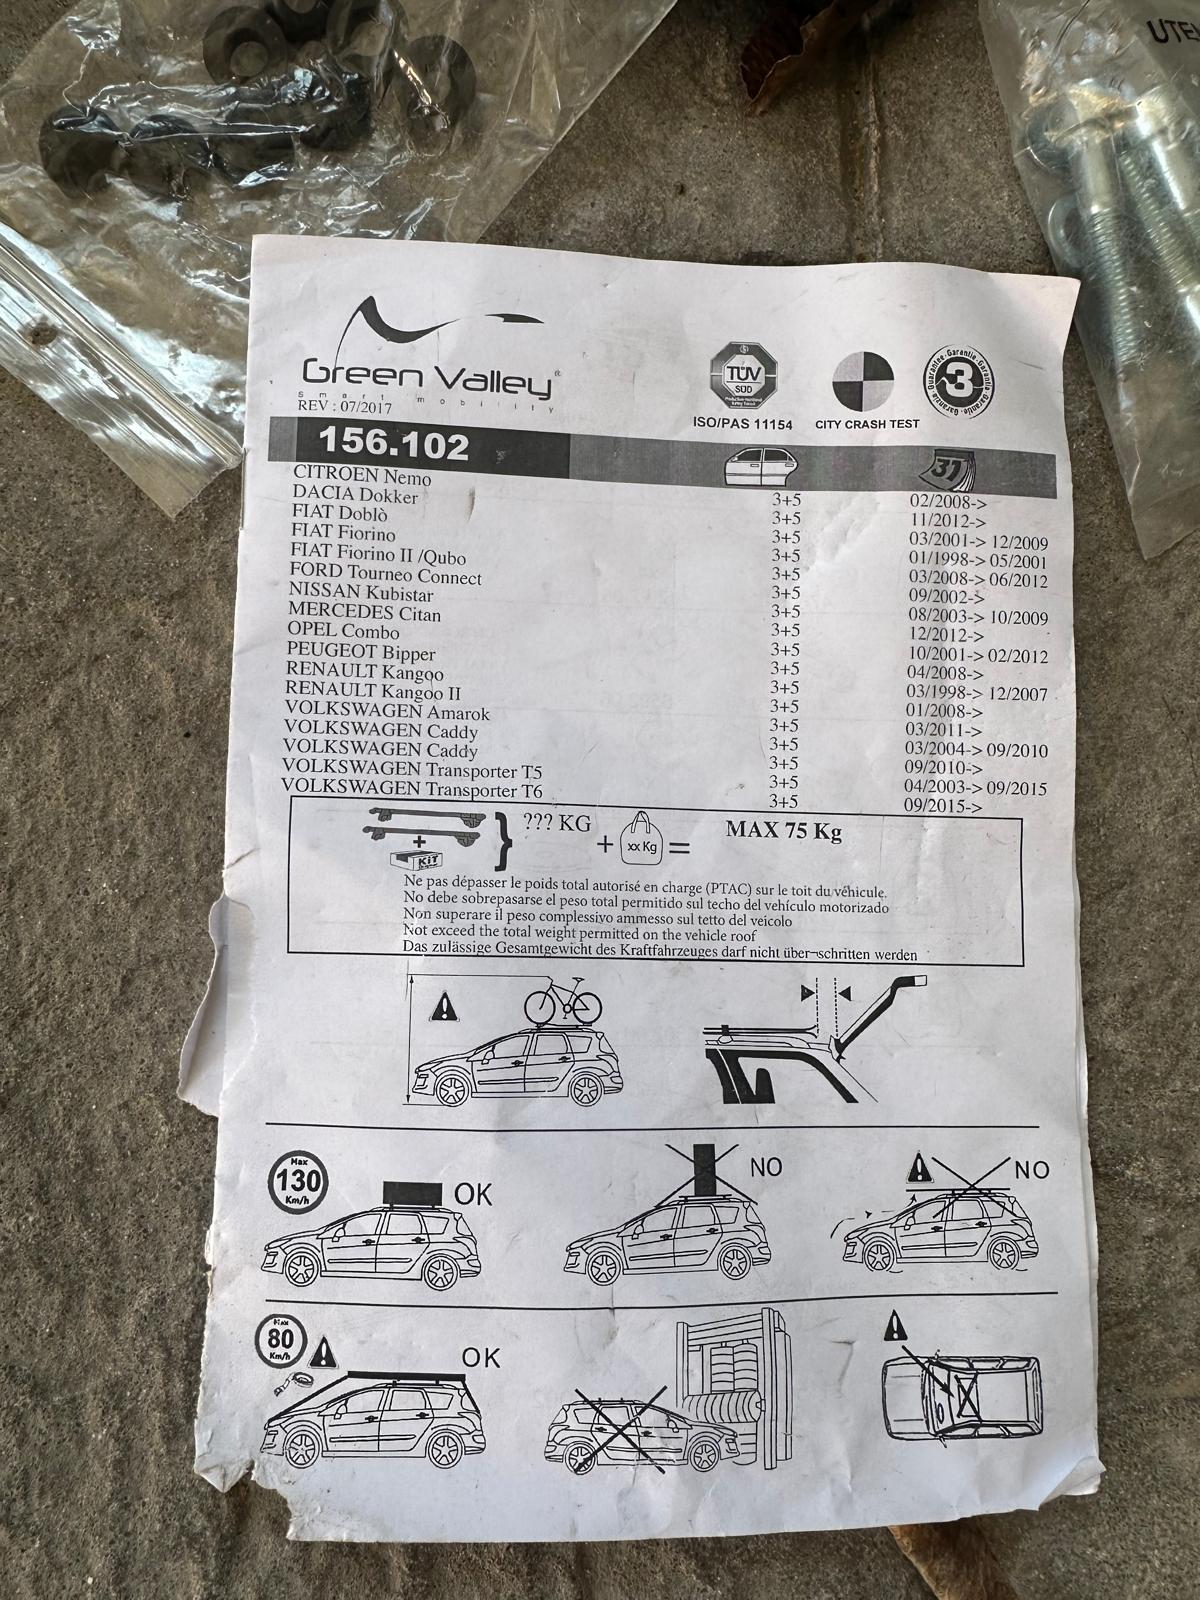 UTE
Green Valley®
smart mobility
REV : 07/2017
TÜV
SÜD
ISO/PAS 11154
CITY CRASH TEST
Guarantee · Garantie · Garantie · Garanzia · Garantie
3
156.102
31
CITROEN Nemo 3+5 02/2008->
DACIA Dokker 3+5 11/2012->
FIAT Doblò 3+5 03/2001-> 12/2009
FIAT Fiorino 3+5 01/1998-> 05/2001
FIAT Fiorino II /Qubo 3+5 03/2008-> 06/2012
FORD Tourneo Connect 3+5 09/2002->
NISSAN Kubistar 3+5 08/2003-> 10/2009
MERCEDES Citan 3+5 12/2012->
OPEL Combo 3+5 10/2001-> 02/2012
PEUGEOT Bipper 3+5 04/2008->
RENAULT Kangoo 3+5 03/1998-> 12/2007
RENAULT Kangoo II 3+5 01/2008->
VOLKSWAGEN Amarok 3+5 03/2011->
VOLKSWAGEN Caddy 3+5 03/2004-> 09/2010
VOLKSWAGEN Caddy 3+5 09/2010->
VOLKSWAGEN Transporter T5 3+5 04/2003-> 09/2015
VOLKSWAGEN Transporter T6 3+5 09/2015->
+ KIT } ??? KG + xx Kg = MAX 75 Kg
Ne pas dépasser le poids total autorisé en charge (PTAC) sur le toit du véhicule.
No debe sobrepasarse el peso total permitido sur techo del vehículo motorizado
Non superare il peso complessivo ammesso sul tetto del veicolo
Not exceed the total weight permitted on the vehicle roof
Das zulässige Gesamtgewicht des Kraftfahrzeuges darf nicht über¬schritten werden
Max
130
Km/h
OK
NO
NO
Max
80
Km/h
OK